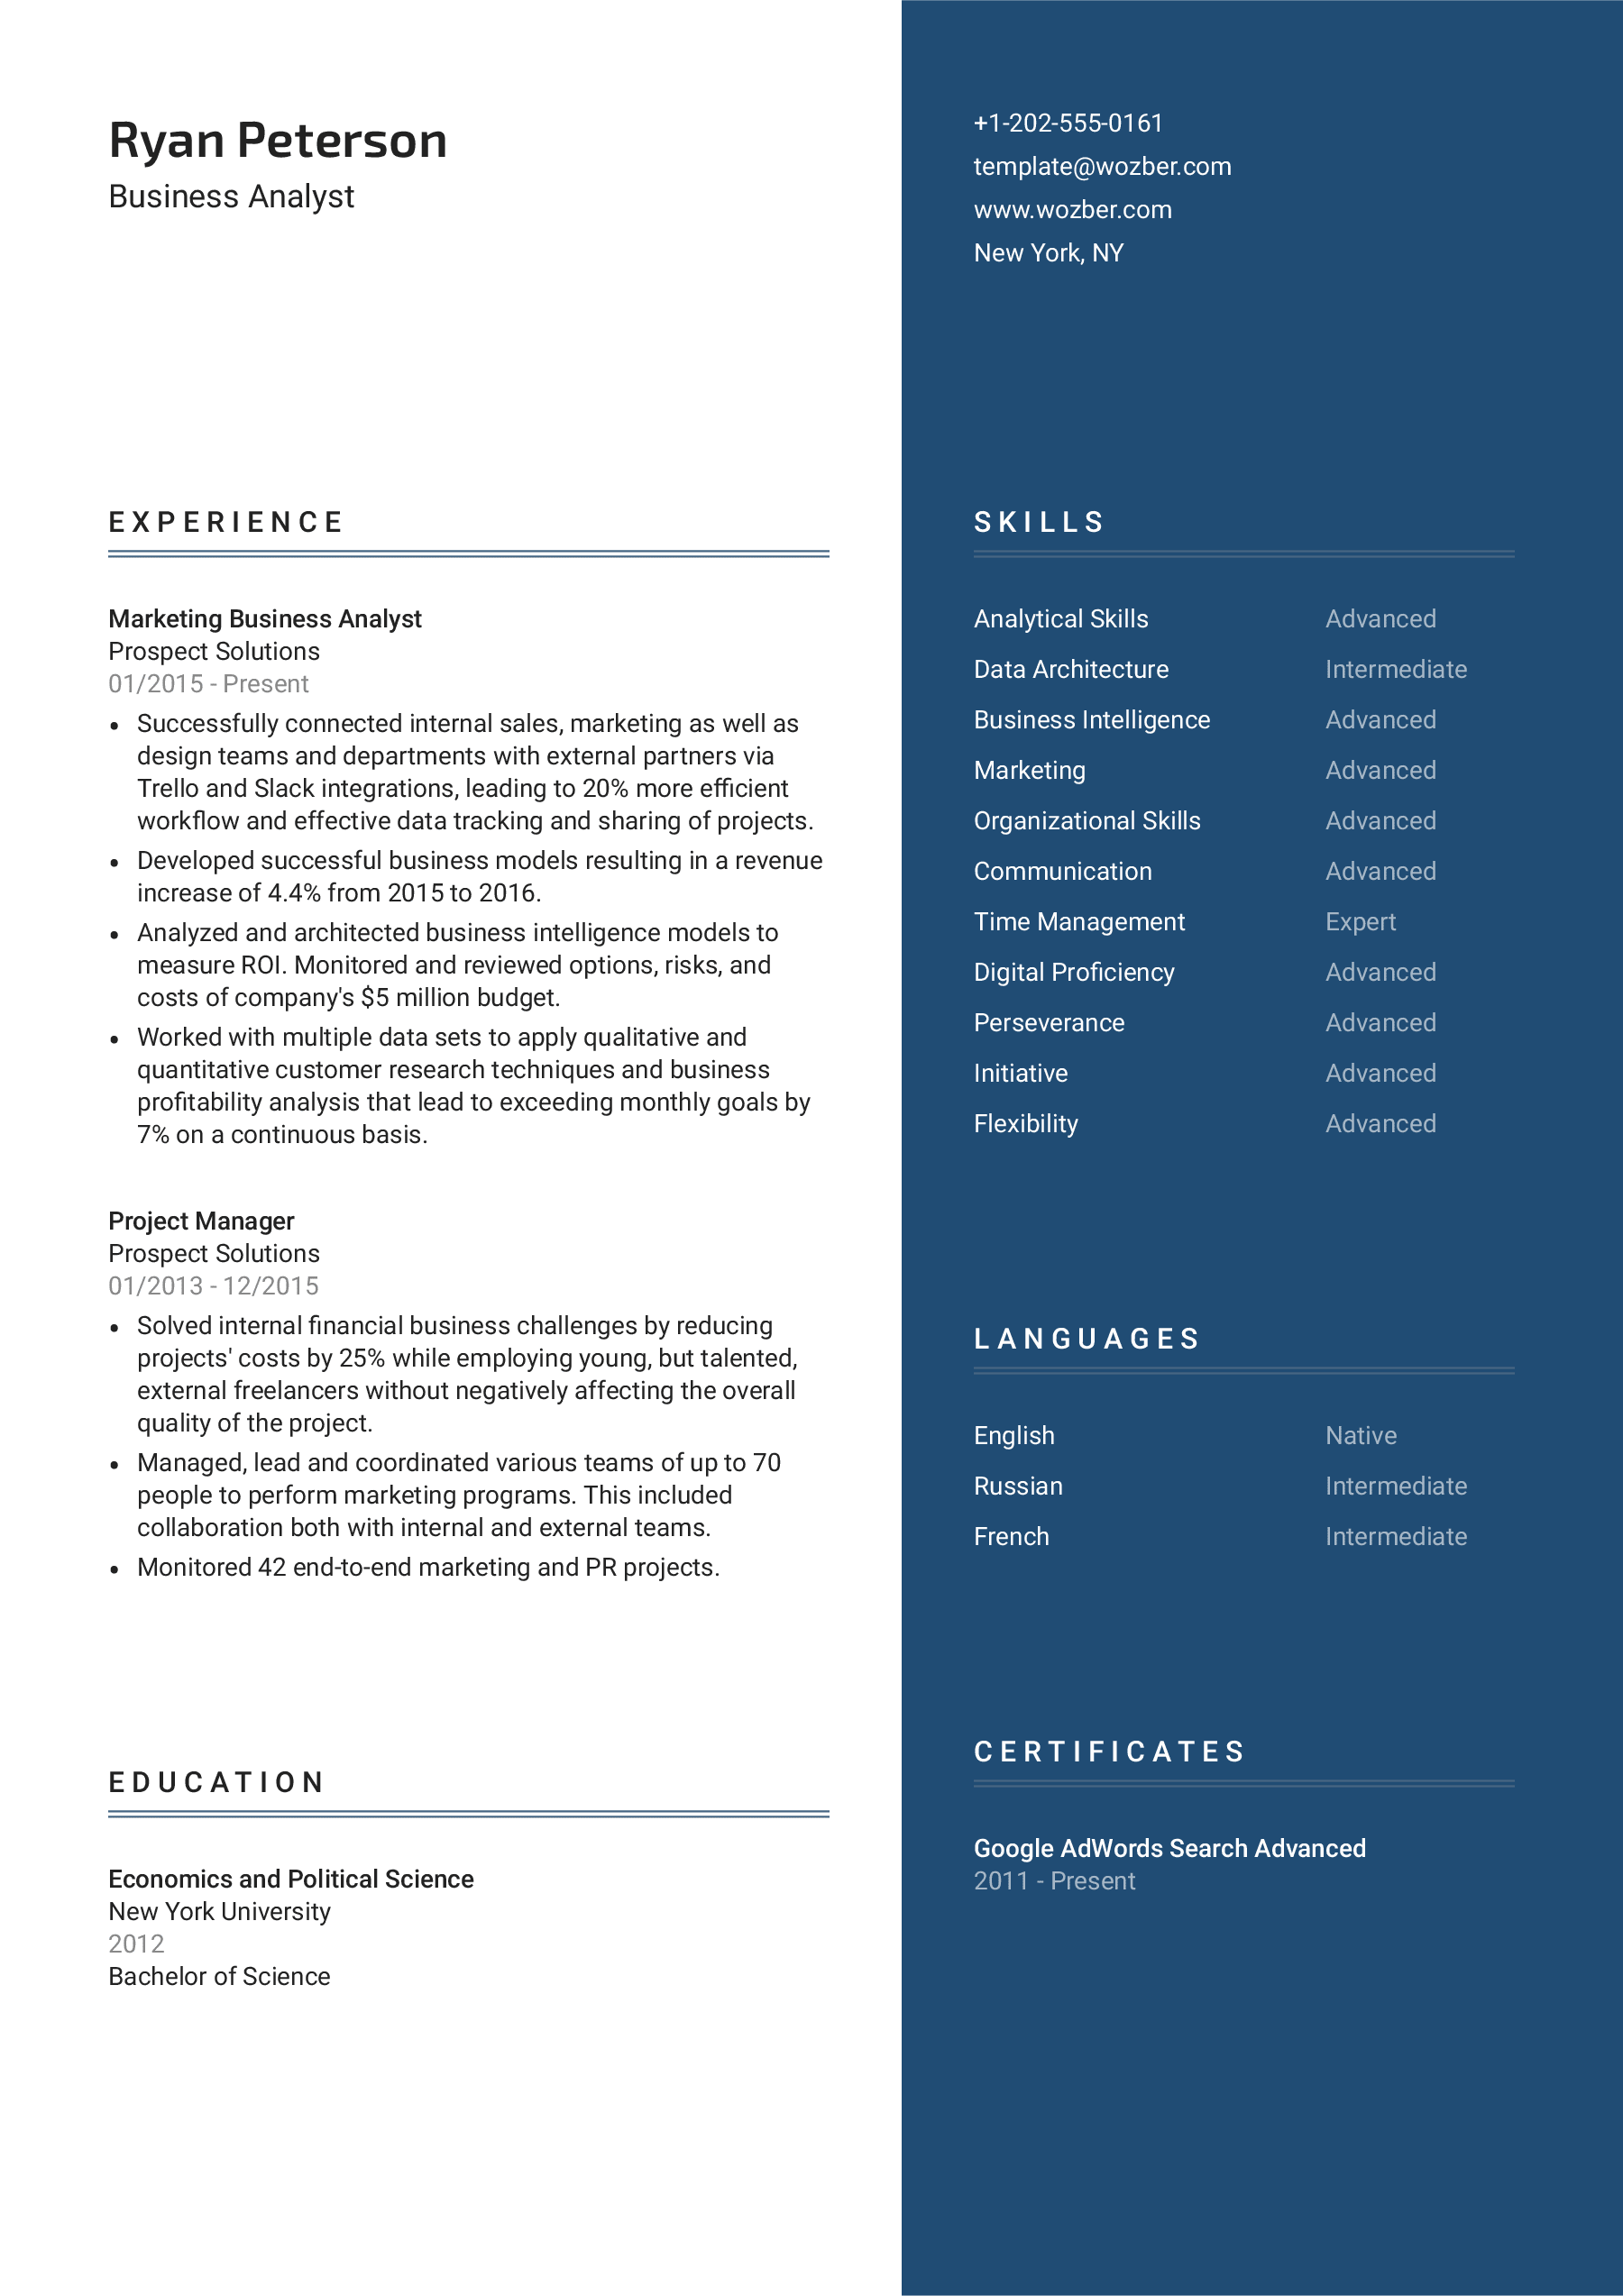 Ryan Peterson
Business Analyst
EXPERIENCE
Marketing Business Analyst
Prospect Solutions
01/2015 - Present
• Successfully connected internal sales, marketing as well as
design teams and departments with external partners via
Trello and Slack integrations, leading to 20% more efficient
workflow and effective data tracking and sharing of projects.
• Developed successful business models resulting in a revenue
increase of 4.4% from 2015 to 2016.
• Analyzed and architected business intelligence models to
measure ROI. Monitored and reviewed options, risks, and
costs of company's $5 million budget.
• Worked with multiple data sets to apply qualitative and
quantitative customer research techniques and business
profitability analysis that lead to exceeding monthly goals by
7% on a continuous basis.
Project Manager
Prospect Solutions
01/2013 - 12/2015
• Solved internal financial business challenges by reducing
projects' costs by 25% while employing young, but talented,
external freelancers without negatively affecting the overall
quality of the project.
• Managed, lead and coordinated various teams of up to 70
people to perform marketing programs. This included
collaboration both with internal and external teams.
• Monitored 42 end-to-end marketing and PR projects.
EDUCATION
Economics and Political Science
New York University
2012
Bachelor of Science
+1-202-555-0161
template@wozber.com
www.wozber.com
New York, NY
SKILLS
Analytical Skills Advanced
Data Architecture Intermediate
Business Intelligence Advanced
Marketing Advanced
Organizational Skills Advanced
Communication Advanced
Time Management Expert
Digital Proficiency Advanced
Perseverance Advanced
Initiative Advanced
Flexibility Advanced
LANGUAGES
English Native
Russian Intermediate
French Intermediate
CERTIFICATES
Google AdWords Search Advanced
2011 - Present